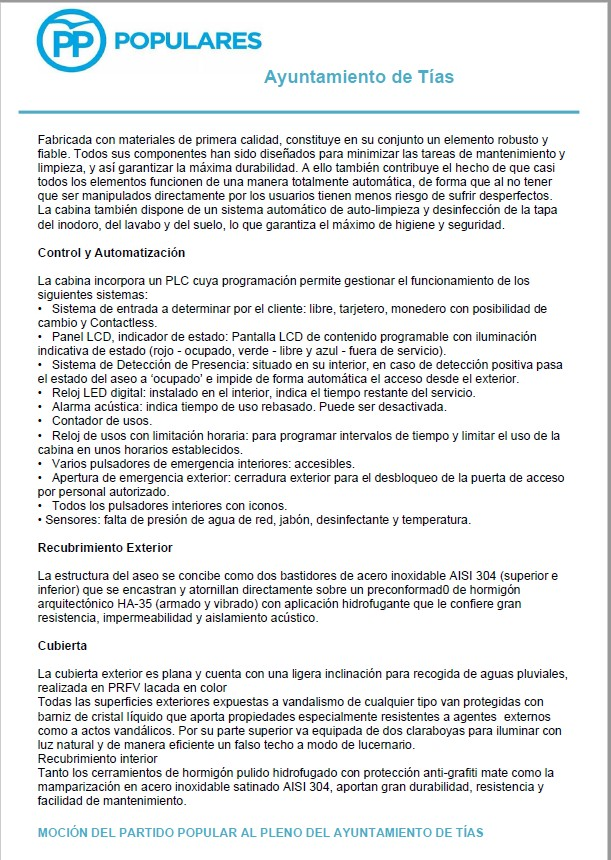 PP POPULARES
Ayuntamiento de Tías
Fabricada con materiales de primera calidad, constituye en su conjunto un elemento robusto y
fiable. Todos sus componentes han sido diseñados para minimizar las tareas de mantenimiento y
limpieza, y así garantizar la máxima durabilidad. A ello también contribuye el hecho de que casi
todos los elementos funcionen de una manera totalmente automática, de forma que al no tener
que ser manipulados directamente por los usuarios tienen menos riesgo de sufrir desperfectos.
La cabina también dispone de un sistema automático de auto-limpieza y desinfección de la tapa
del inodoro, del lavabo y del suelo, lo que garantiza el máximo de higiene y seguridad.
Control y Automatización
La cabina incorpora un PLC cuya programación permite gestionar el funcionamiento de los
siguientes sistemas:
• Sistema de entrada a determinar por el cliente: libre, tarjetero, monedero con posibilidad de
cambio y Contactless.
• Panel LCD, indicador de estado: Pantalla LCD de contenido programable con iluminación
indicativa de estado (rojo - ocupado, verde - libre y azul - fuera de servicio).
• Sistema de Detección de Presencia: situado en su interior, en caso de detección positiva pasa
el estado del aseo a ‘ocupado’ e impide de forma automática el acceso desde el exterior.
• Reloj LED digital: instalado en el interior, indica el tiempo restante del servicio.
• Alarma acústica: indica tiempo de uso rebasado. Puede ser desactivada.
• Contador de usos.
• Reloj de usos con limitación horaria: para programar intervalos de tiempo y limitar el uso de la
cabina en unos horarios establecidos.
• Varios pulsadores de emergencia interiores: accesibles.
• Apertura de emergencia exterior: cerradura exterior para el desbloqueo de la puerta de acceso
por personal autorizado.
• Todos los pulsadores interiores con iconos.
• Sensores: falta de presión de agua de red, jabón, desinfectante y temperatura.
Recubrimiento Exterior
La estructura del aseo se concibe como dos bastidores de acero inoxidable AISI 304 (superior e
inferior) que se encastran y atornillan directamente sobre un preconformad0 de hormigón
arquitectónico HA-35 (armado y vibrado) con aplicación hidrofugante que le confiere gran
resistencia, impermeabilidad y aislamiento acústico.
Cubierta
La cubierta exterior es plana y cuenta con una ligera inclinación para recogida de aguas pluviales,
realizada en PRFV lacada en color
Todas las superficies exteriores expuestas a vandalismo de cualquier tipo van protegidas con
barniz de cristal líquido que aporta propiedades especialmente resistentes a agentes externos
como a actos vandálicos. Por su parte superior va equipada de dos claraboyas para iluminar con
luz natural y de manera eficiente un falso techo a modo de lucernario.
Recubrimiento interior
Tanto los cerramientos de hormigón pulido hidrofugado con protección anti-grafiti mate como la
mamparización en acero inoxidable satinado AISI 304, aportan gran durabilidad, resistencia y
facilidad de mantenimiento.
MOCIÓN DEL PARTIDO POPULAR AL PLENO DEL AYUNTAMIENTO DE TÍAS